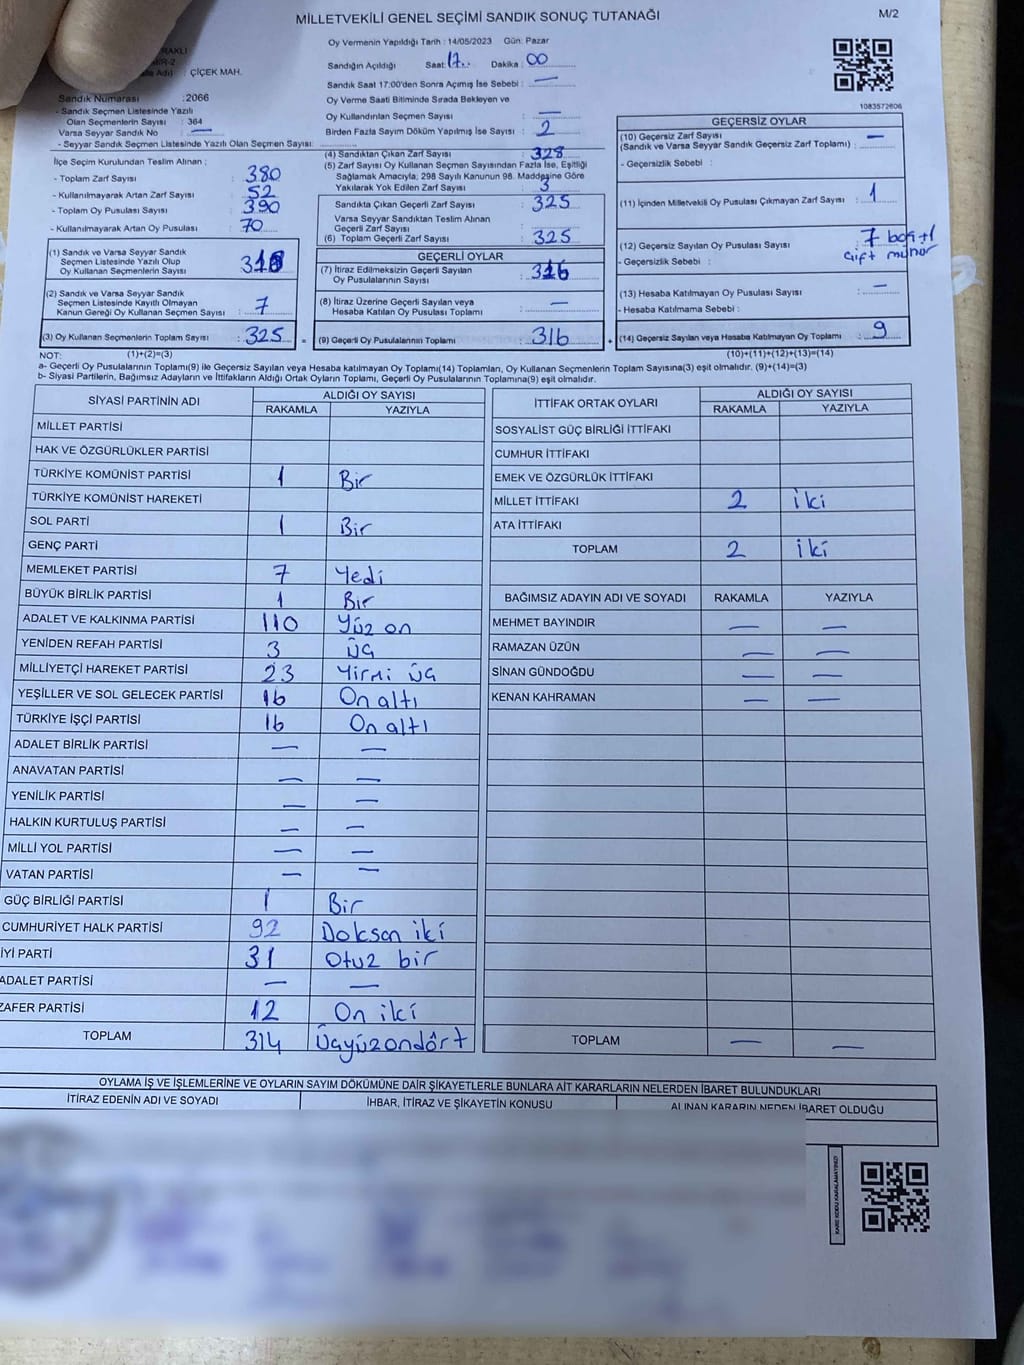 MİLLETVEKİLİ GENEL SEÇİMİ SANDIK SONUÇ TUTANAĞI
M/2
Oy Vermenin Yapıldığı Tarih : 14/05/2023 Gün: Pazar
Sandığın Açıldığı Saat: 17.. Dakika : 00
Sandık Saat 17:00'den Sonra Açmış İse Sebebi : —
Oy Verme Saati Bitiminde Sırada Bekleyen ve
Oy Kullandırılan Seçmen Sayısı : —
Birden Fazla Sayım Döküm Yapılmış İse Sayısı : 2
: ÇİÇEK MAH.
Sandık Numarası :2066
- Sandık Seçmen Listesinde Yazılı
Olan Seçmenlerin Sayısı : 364
Varsa Seyyar Sandık No : —
- Seyyar Sandık Seçmen Listesinde Yazılı Olan Seçmen Sayısı:
1083572606
İlçe Seçim Kurulundan Teslim Alınan :
- Toplam Zarf Sayısı : 380
- Kullanılmayarak Artan Zarf Sayısı : 52
- Toplam Oy Pusulası Sayısı : 390
- Kullanılmayarak Artan Oy Pusulası : 70
(1) Sandık ve Varsa Seyyar Sandık
Seçmen Listesinde Yazılı Olup
Oy Kullanan Seçmenlerin Sayısı : 318
(2) Sandık ve Varsa Seyyar Sandık
Seçmen Listesinde Kayıtlı Olmayan
Kanun Gereği Oy Kullanan Seçmen Sayısı : 7
(3) Oy Kullanan Seçmenlerin Toplam Sayısı : 325 =
(4) Sandıktan Çıkan Zarf Sayısı : 328
(5) Zarf Sayısı Oy Kullanan Seçmen Sayısından Fazla İse, Eşitliği
Sağlamak Amacıyla; 298 Sayılı Kanunun 98. Maddesine Göre
Yakılarak Yok Edilen Zarf Sayısı : 3
Sandıkta Çıkan Geçerli Zarf Sayısı : 325
Varsa Seyyar Sandıktan Teslim Alınan
Geçerli Zarf Sayısı :
(6) Toplam Geçerli Zarf Sayısı : 325
GEÇERLİ OYLAR
(7) İtiraz Edilmeksizin Geçerli Sayılan
Oy Pusulalarının Sayısı : 316
(8) İtiraz Üzerine Geçerli Sayılan veya
Hesaba Katılan Oy Pusulası Toplamı : —
(9) Geçerli Oy Pusulalarının Toplamı : 316 +
GEÇERSİZ OYLAR
(10) Geçersiz Zarf Sayısı : —
(Sandık ve Varsa Seyyar Sandık Geçersiz Zarf Toplamı) :
- Geçersizlik Sebebi :
(11) İçinden Milletvekili Oy Pusulası Çıkmayan Zarf Sayısı : 1
(12) Geçersiz Sayılan Oy Pusulası Sayısı : 7 boş+1
- Geçersizlik Sebebi : çift mühür
(13) Hesaba Katılmayan Oy Pusulası Sayısı : —
- Hesaba Katılmama Sebebi :
(14) Geçersiz Sayılan veya Hesaba Katılmayan Oy Toplamı : 9
NOT: (1)+(2)=(3) (10)+(11)+(12)+(13)=(14)
a- Geçerli Oy Pusulalarının Toplamı(9) ile Geçersiz Sayılan veya Hesaba katılmayan Oy Toplamı(14) Toplamları, Oy Kullanan Seçmenlerin Toplam Sayısına(3) eşit olmalıdır. (9)+(14)=(3)
b- Siyasi Partilerin, Bağımsız Adayların ve İttifakların Aldığı Ortak Oyların Toplamı, Geçerli Oy Pusulalarının Toplamına(9) eşit olmalıdır.
SİYASİ PARTİNİN ADI ALDIĞI OY SAYISI
RAKAMLA YAZIYLA
MİLLET PARTİSİ
HAK VE ÖZGÜRLÜKLER PARTİSİ
TÜRKİYE KOMÜNİST PARTİSİ 1 Bir
TÜRKİYE KOMÜNİST HAREKETİ
SOL PARTİ 1 Bir
GENÇ PARTİ
MEMLEKET PARTİSİ 7 Yedi
BÜYÜK BİRLİK PARTİSİ 1 Bir
ADALET VE KALKINMA PARTİSİ 110 Yüz on
YENİDEN REFAH PARTİSİ 3 Üç
MİLLİYETÇİ HAREKET PARTİSİ 23 Yirmi üç
YEŞİLLER VE SOL GELECEK PARTİSİ 16 On altı
TÜRKİYE İŞÇİ PARTİSİ 16 On altı
ADALET BİRLİK PARTİSİ — —
ANAVATAN PARTİSİ — —
YENİLİK PARTİSİ — —
HALKIN KURTULUŞ PARTİSİ — —
MİLLİ YOL PARTİSİ — —
VATAN PARTİSİ — —
GÜÇ BİRLİĞİ PARTİSİ 1 Bir
CUMHURİYET HALK PARTİSİ 92 Doksan iki
İYİ PARTİ 31 Otuz bir
ADALET PARTİSİ — —
ZAFER PARTİSİ 12 On iki
TOPLAM 314 Üçyüzondört
İTTİFAK ORTAK OYLARI ALDIĞI OY SAYISI
RAKAMLA YAZIYLA
SOSYALİST GÜÇ BİRLİĞİ İTTİFAKI
CUMHUR İTTİFAKI
EMEK VE ÖZGÜRLÜK İTTİFAKI
MİLLET İTTİFAKI 2 iki
ATA İTTİFAKI
TOPLAM 2 iki
BAĞIMSIZ ADAYIN ADI VE SOYADI RAKAMLA YAZIYLA
MEHMET BAYINDIR — —
RAMAZAN ÜZÜN — —
SİNAN GÜNDOĞDU — —
KENAN KAHRAMAN — —
TOPLAM — —
OYLAMA İŞ VE İŞLEMLERİNE VE OYLARIN SAYIM DÖKÜMÜNE DAİR ŞİKAYETLERLE BUNLARA AİT KARARLARIN NELERDEN İBARET BULUNDUKLARI
İTİRAZ EDENİN ADI VE SOYADI İHBAR, İTİRAZ VE ŞİKAYETİN KONUSU ALINAN KARARIN NEDEN İBARET OLDUĞU
KARE KODU KARALAMAYINIZ!